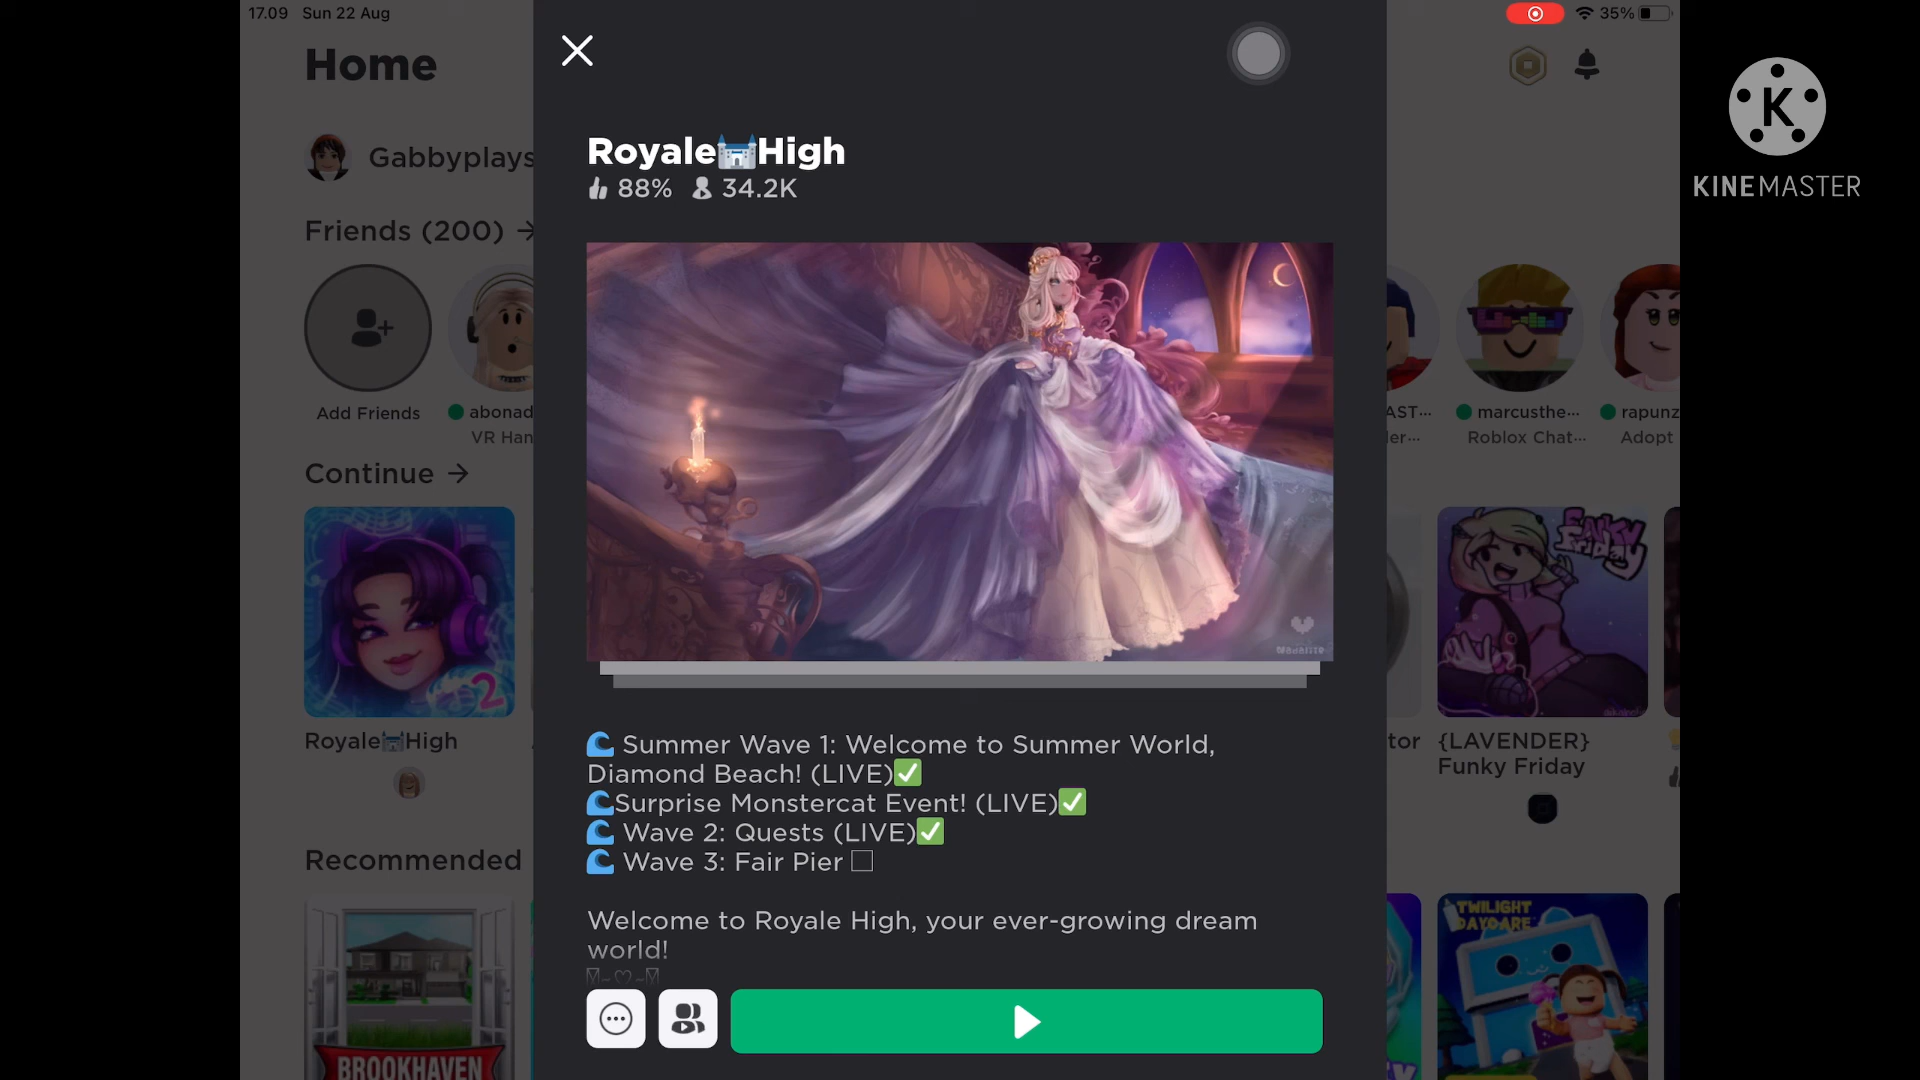 17.09 Sun 22 Aug
35%
Home
Gabbyplays
Friends (200)
Add Friends
abonad
VR Han
AST...
ler...
marcusthe...
Roblox Chat...
rapunz
Adopt
Continue
2
Royale High
FUNKY Friday
tor
{LAVENDER}
Funky Friday
Recommended
BROOKHAVEN
TWILIGHT
DAYCARE
Royale🏰High
88% 34.2K
🌊 Summer Wave 1: Welcome to Summer World,
Diamond Beach! (LIVE)✅
🌊Surprise Monstercat Event! (LIVE)✅
🌊 Wave 2: Quests (LIVE)✅
🌊 Wave 3: Fair Pier ☐
Welcome to Royale High, your ever-growing dream
world!
~♡~
K
KINEMASTER